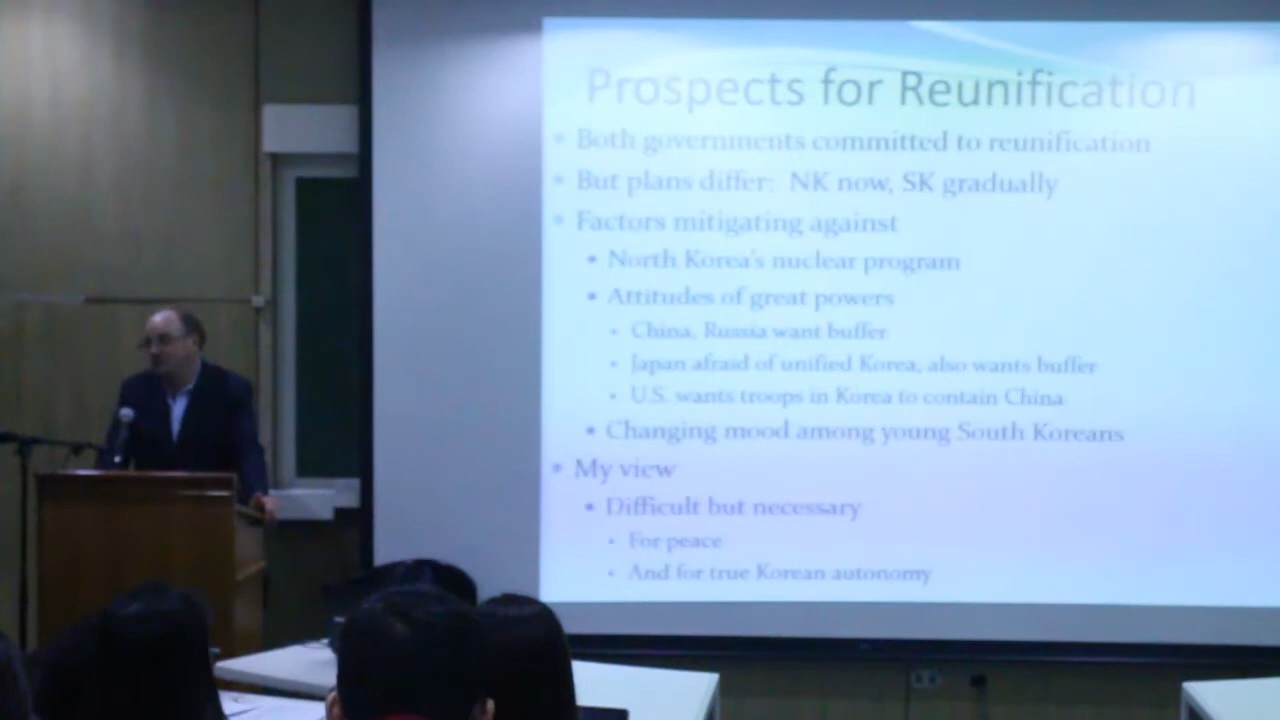 Prospects for Reunification
• Both governments committed to reunification
• But plans differ: NK now, SK gradually
• Factors mitigating against
• North Korea's nuclear program
• Attitudes of great powers
• China, Russia want buffer
• Japan afraid of unified Korea, also wants buffer
• U.S. wants troops in Korea to contain China
• Changing mood among young South Koreans
• My view
• Difficult but necessary
• For peace
• And for true Korean autonomy